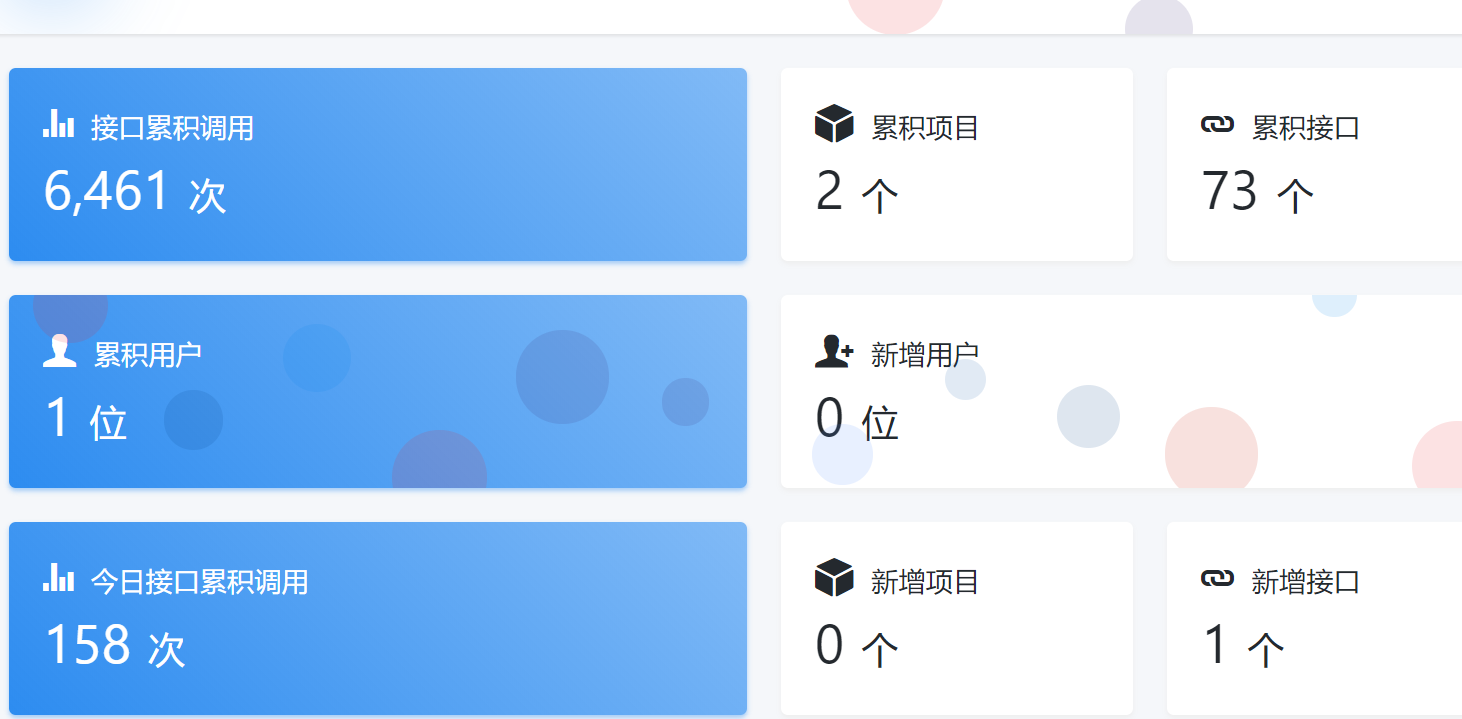 接口累积调用
6,461 次
累积项目
2 个
累积接口
73 个
累积用户
1 位
新增用户
0 位
今日接口累积调用
158 次
新增项目
0 个
新增接口
1 个